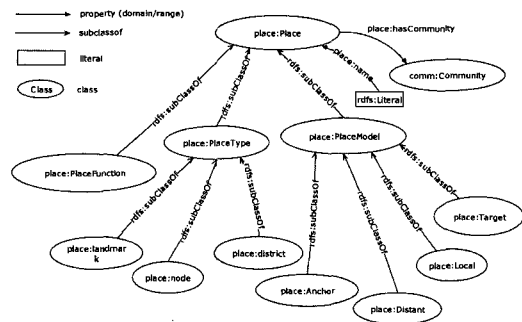 property (domain/range)
subclassof
literal
Class
class
place:Place
place:hasCommunity
comm:Community
place:name
rdfs:Literal
rdfs:subClassOf
rdfs:subClassOf
rdfs:subClassOf
place:PlaceType
place:PlaceModel
place:PlaceFunction
rdfs:subClassOf
rdfs:subClassOf
rdfs:subClassOf
rdfs:subClassOf
rdfs:subClassOf
rdfs:subClassOf
rdfs:subClassOf
place:landmar
k
place:node
place:district
place:Anchor
place:Distant
place:Local
place:Target